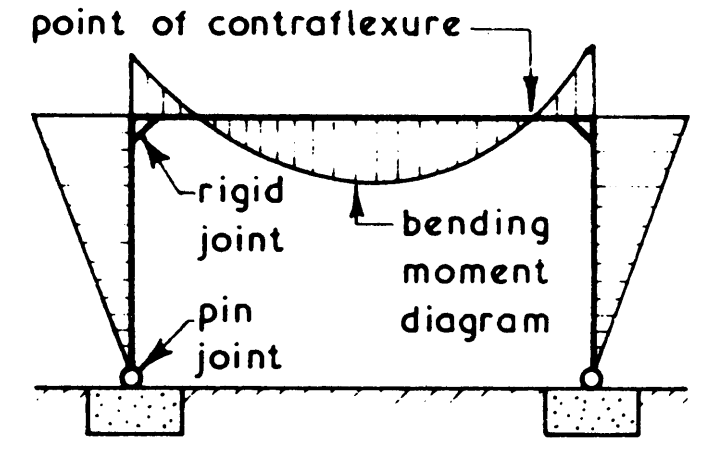 point of contraflexure
rigid
joint
bending
moment
diagram
pin
joint